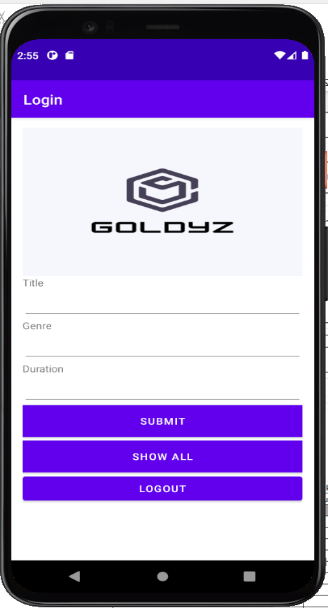 2:55
Login
GOLDYZ
Title
Genre
Duration
SUBMIT
SHOW ALL
LOGOUT